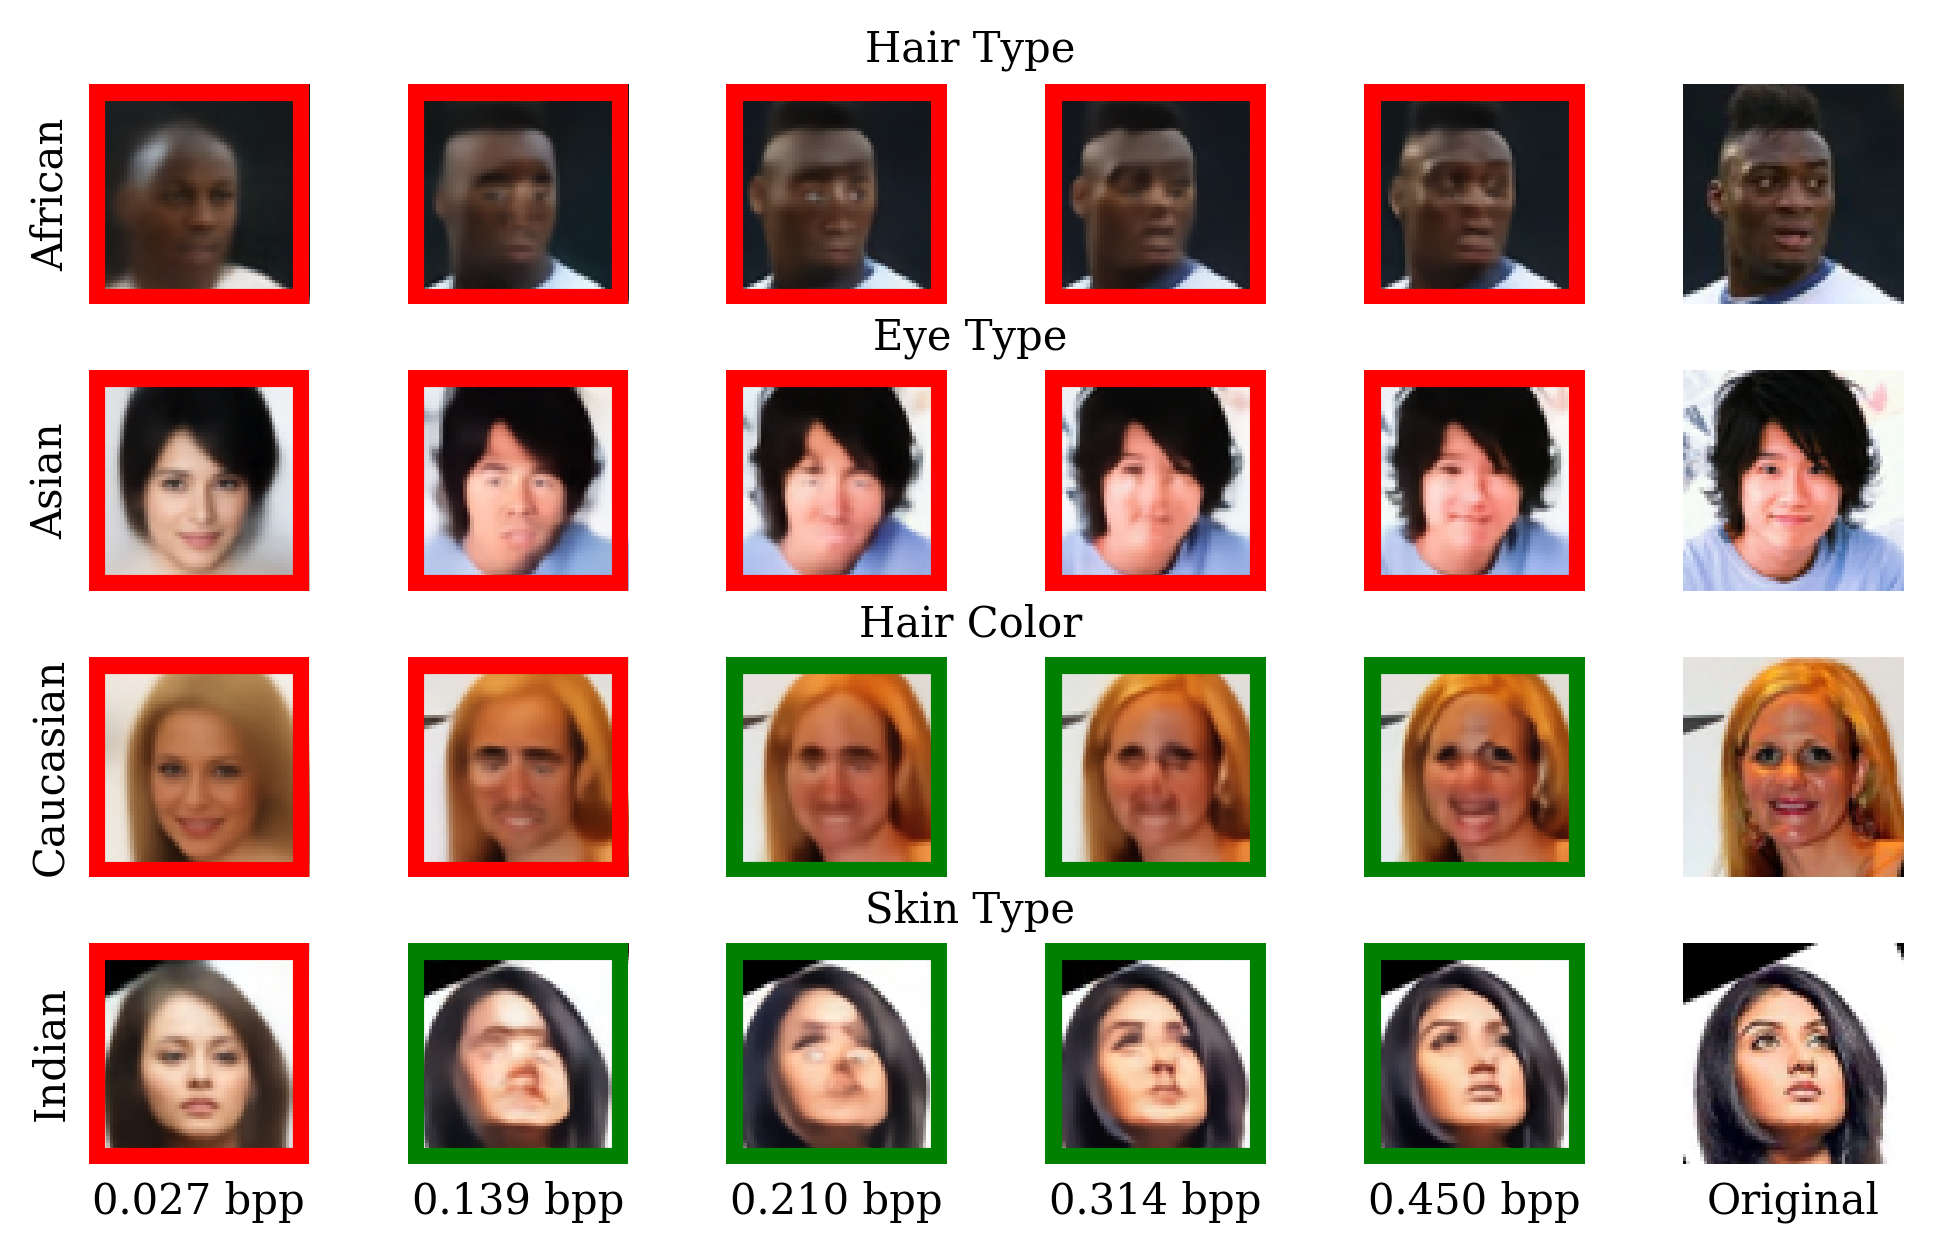 Hair Type
African
Eye Type
Asian
Hair Color
Caucasian
Skin Type
Indian
0.027 bpp
0.139 bpp
0.210 bpp
0.314 bpp
0.450 bpp
Original